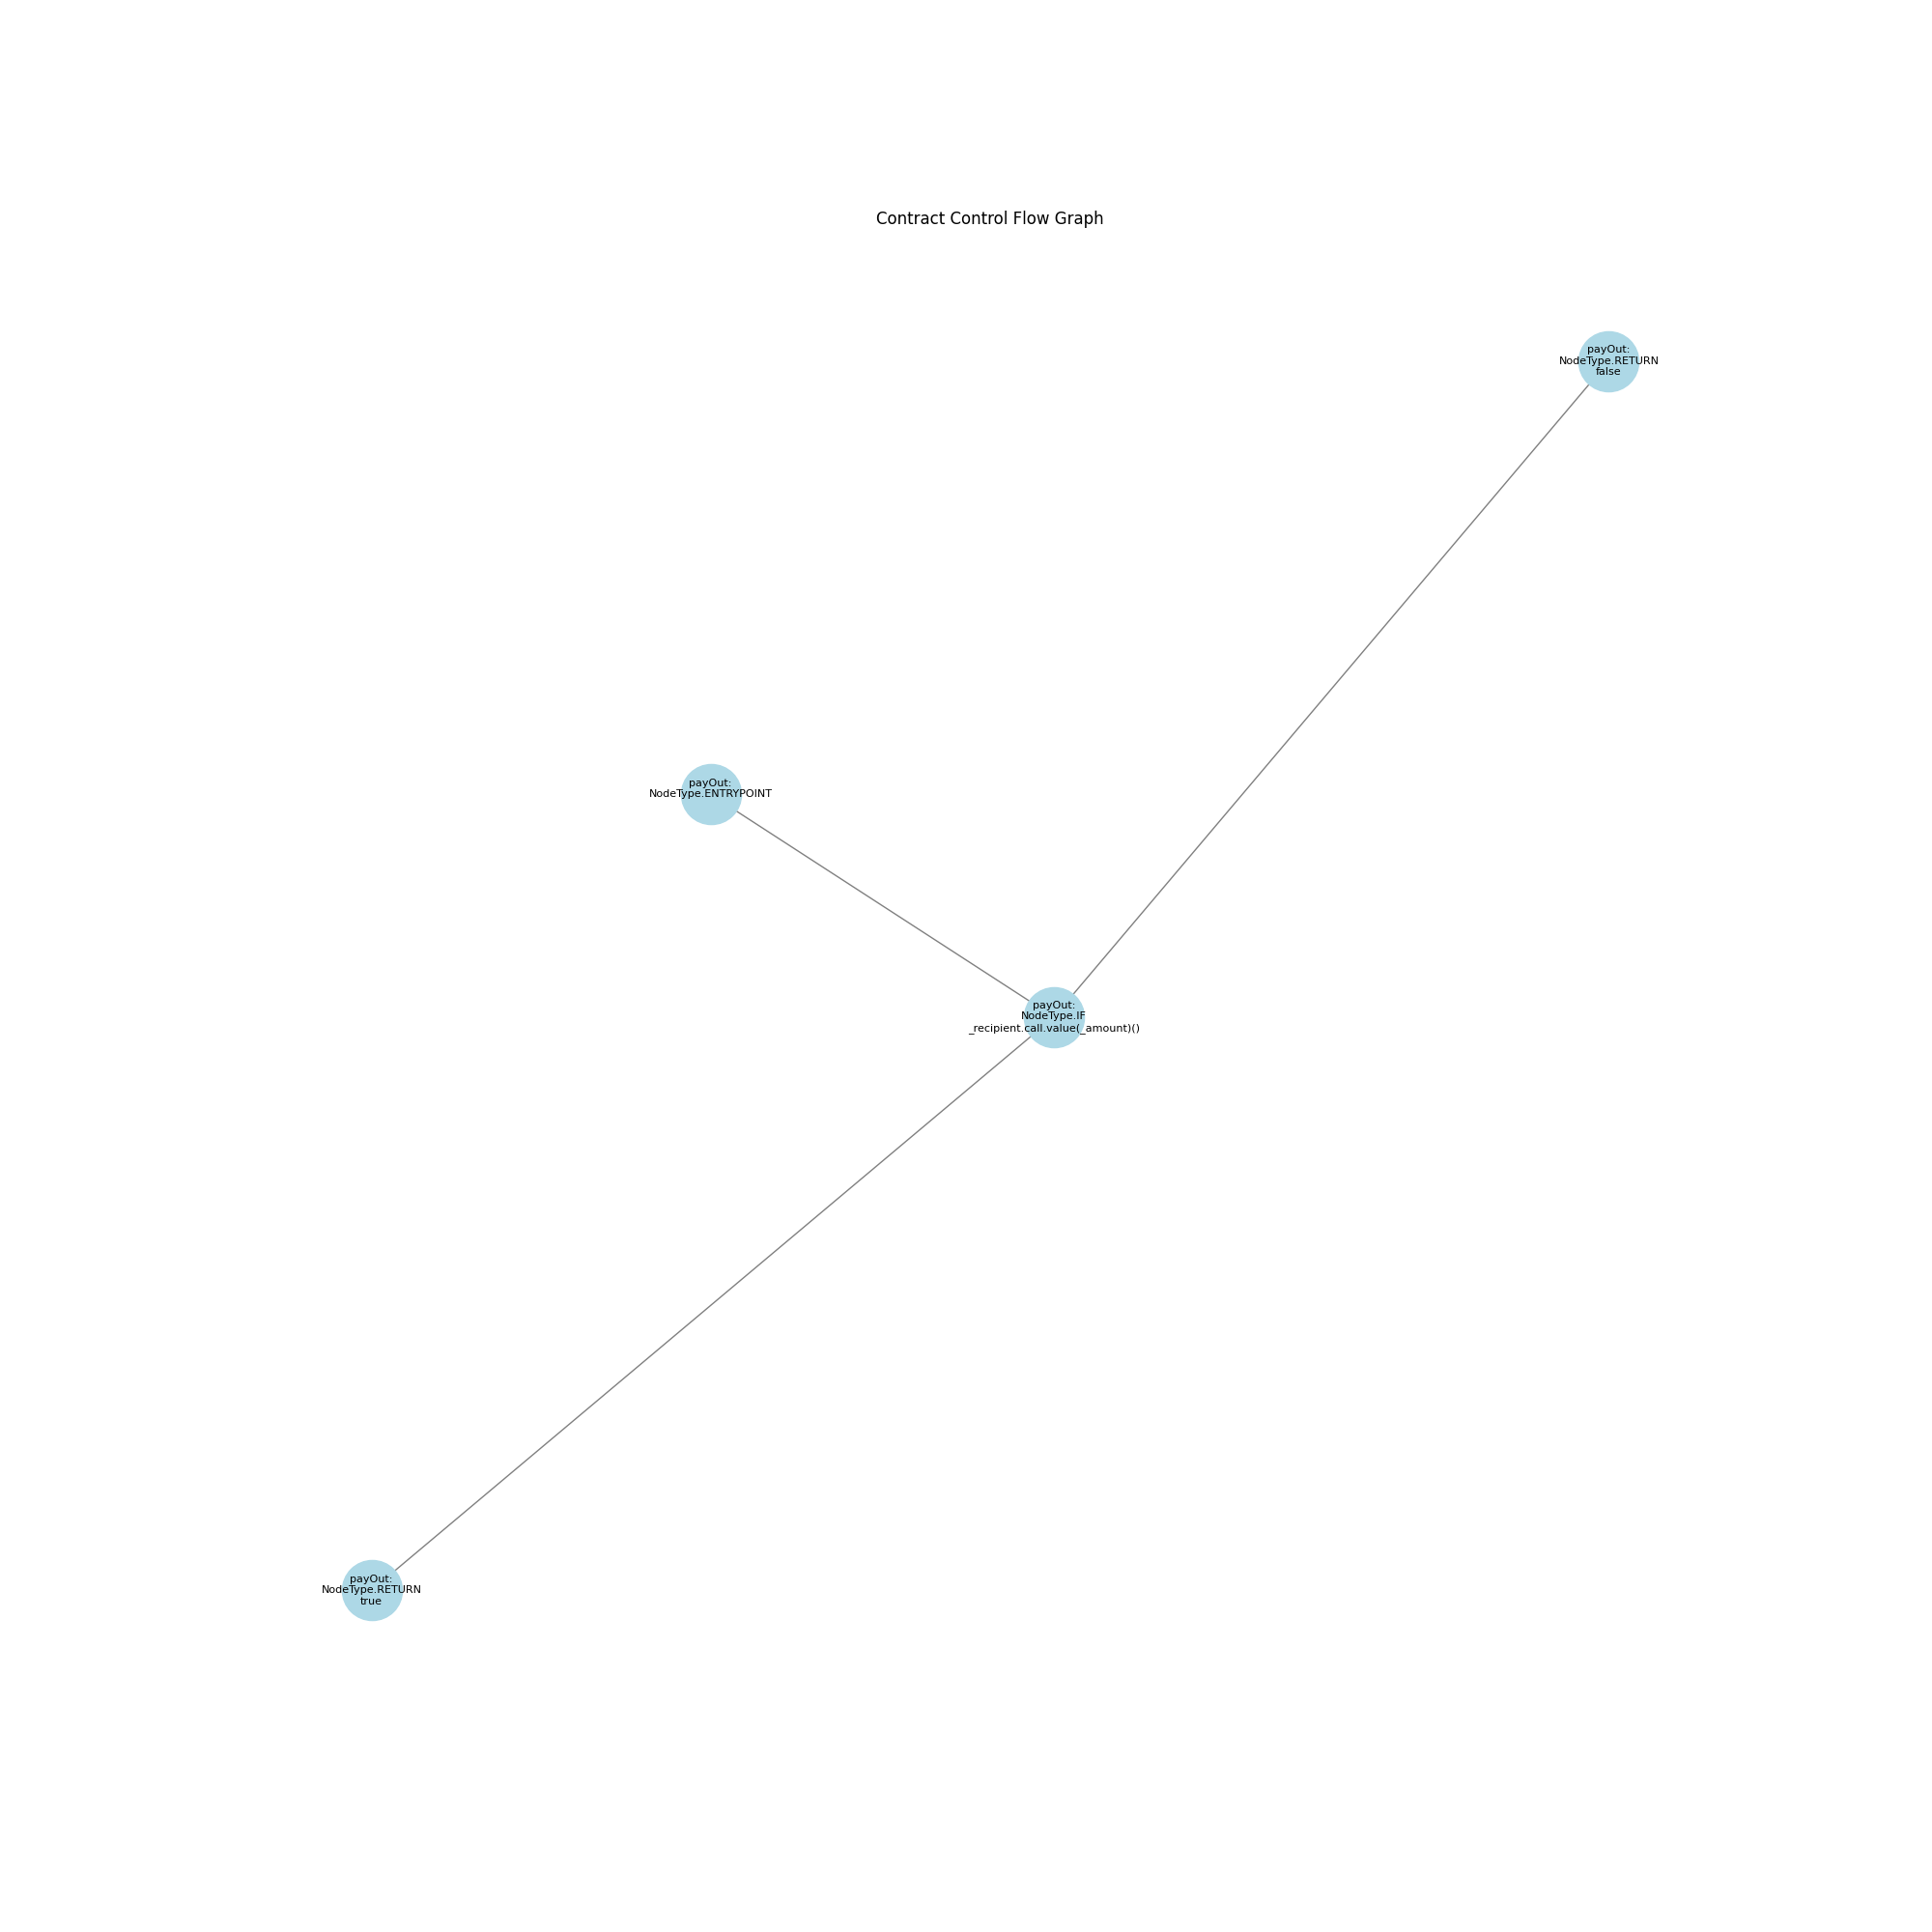 Contract Control Flow Graph
payOut:
NodeType.RETURN
false
payOut:
NodeType.ENTRYPOINT
payOut:
NodeType.IF
_recipient.call.value(_amount)()
payOut:
NodeType.RETURN
true